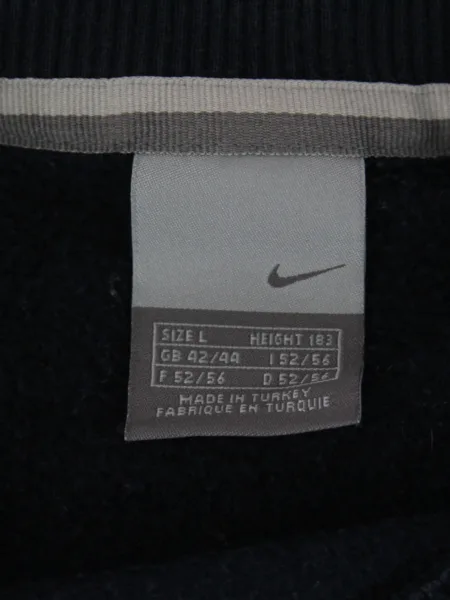 SIZE L HEIGHT 183
GB 42/44 I 52/56
F 52/56 D 52/56
MADE IN TURKEY
FABRIQUE EN TURQUIE